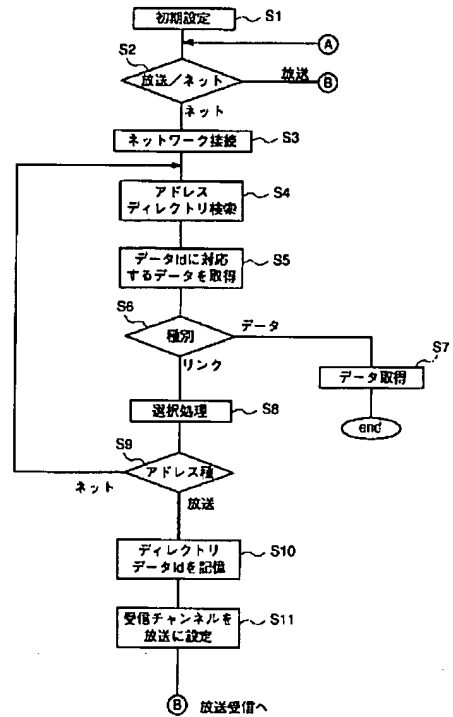 初期設定 S1
A
S2
放送／ネット 放送 B
ネット
ネットワーク接続 S3
アドレス
ディレクトリ検索 S4
データIdに対応
するデータを取得 S5
S6
種別 データ
リンク
S7
データ取得
end
選択処理 S8
S9
アドレス種
ネット
放送
ディレクトリ
データIdを記憶 S10
受信チャンネルを
放送に設定 S11
B 放送受信へ